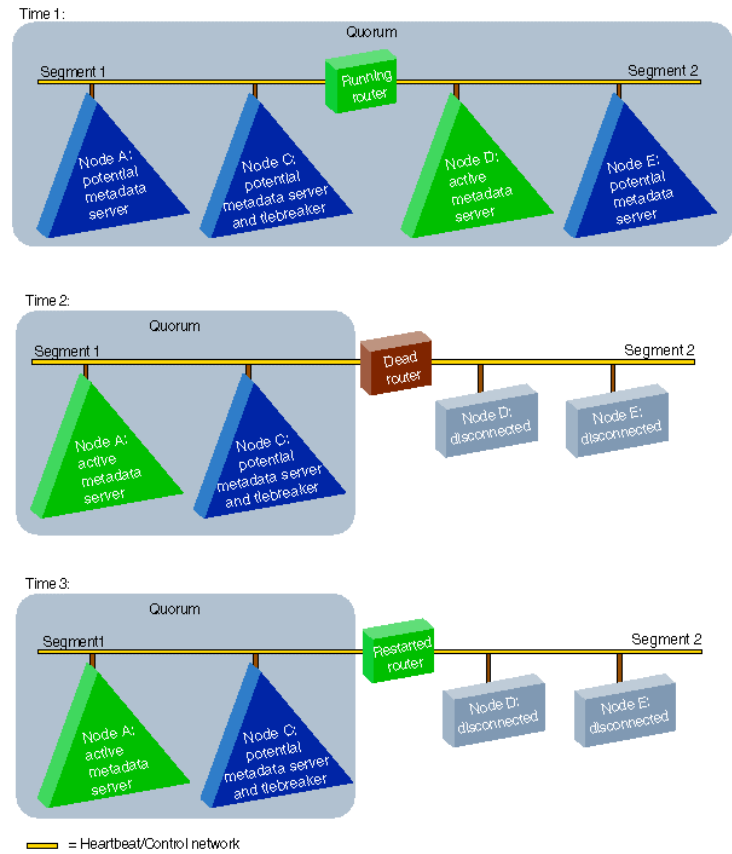 Time 1:
Quorum
Segment 1
Running
router
Segment 2
Node A:
potential
metadata
server
Node C:
potential
metadata server
and tiebreaker
Node D:
active
metadata
server
Node E:
potential
metadata
server
Time 2:
Quorum
Segment 1
Dead
router
Segment 2
Node A:
active
metadata
server
Node C:
potential
metadata server
and tiebreaker
Node D:
disconnected
Node E:
disconnected
Time 3:
Quorum
Segment1
Restarted
router
Segment 2
Node A:
active
metadata
server
Node C:
potential
metadata server
and tiebreaker
Node D:
disconnected
Node E:
disconnected
= Heartbeat/Control network